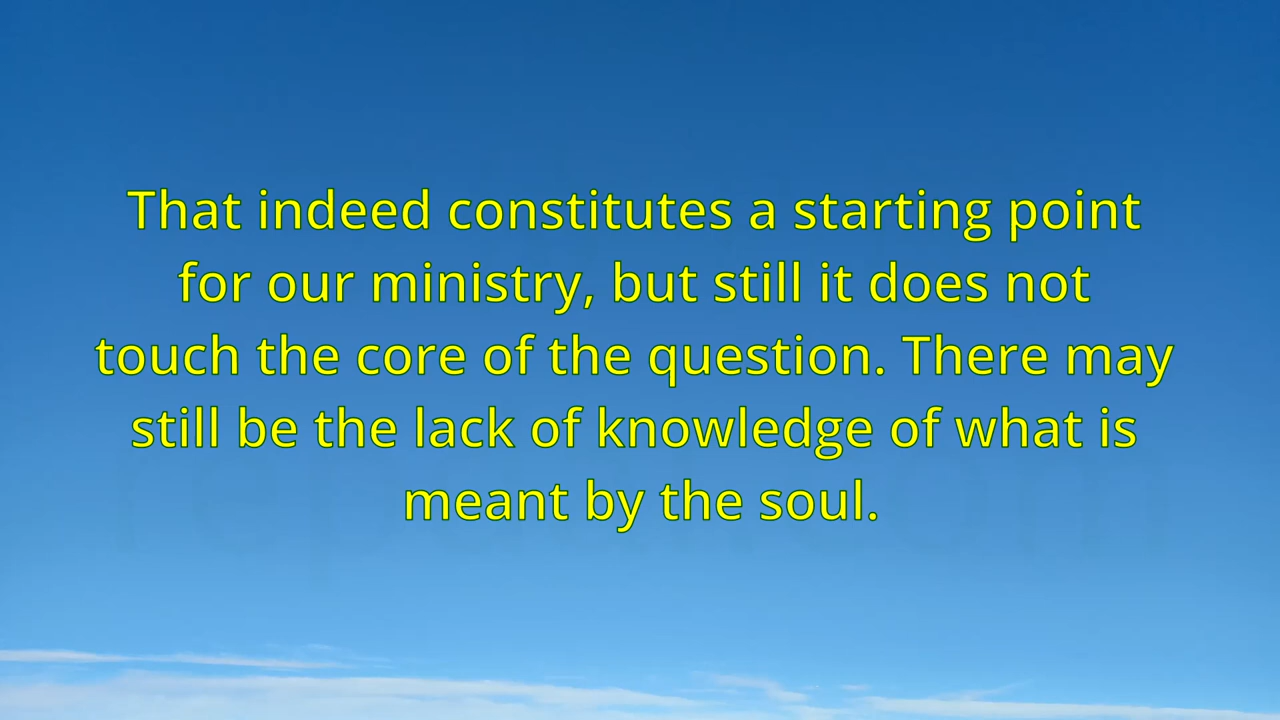 That indeed constitutes a starting point
for our ministry, but still it does not
touch the core of the question. There may
still be the lack of knowledge of what is
meant by the soul.